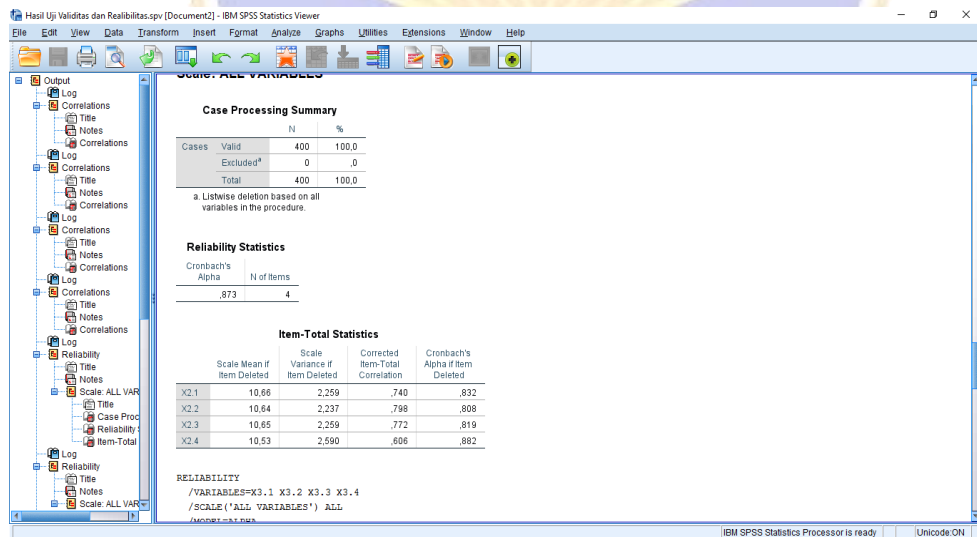 Hasil Uji Validitas dan Realibilitas.spv [Document2] - IBM SPSS Statistics Viewer
File Edit View Data Transform Insert Format Analyze Graphs Utilities Extensions Window Help
Output
Log
Correlations
Title
Notes
Correlations
Log
Correlations
Title
Notes
Correlations
Log
Correlations
Title
Notes
Correlations
Log
Correlations
Title
Notes
Correlations
Log
Reliability
Title
Notes
Scale: ALL VAR
Title
Case Proc
Reliability
Item-Total
Log
Reliability
Title
Notes
Scale: ALL VAR
Scale: ALL VARIABLES
Case Processing Summary
N %
Cases Valid 400 100,0
Excludedª 0 ,0
Total 400 100,0
a. Listwise deletion based on all
variables in the procedure.
Reliability Statistics
Cronbach's
Alpha N of Items
,873 4
Item-Total Statistics
Scale Mean if Item Deleted Scale Variance if Item Deleted Corrected Item-Total Correlation Cronbach's Alpha if Item Deleted
X2.1 10,66 2,259 ,740 ,832
X2.2 10,64 2,237 ,798 ,808
X2.3 10,65 2,259 ,772 ,819
X2.4 10,53 2,590 ,606 ,882
RELIABILITY
/VARIABLES=X3.1 X3.2 X3.3 X3.4
/SCALE('ALL VARIABLES') ALL
/MODEL=ALPHA
IBM SPSS Statistics Processor is ready Unicode:ON